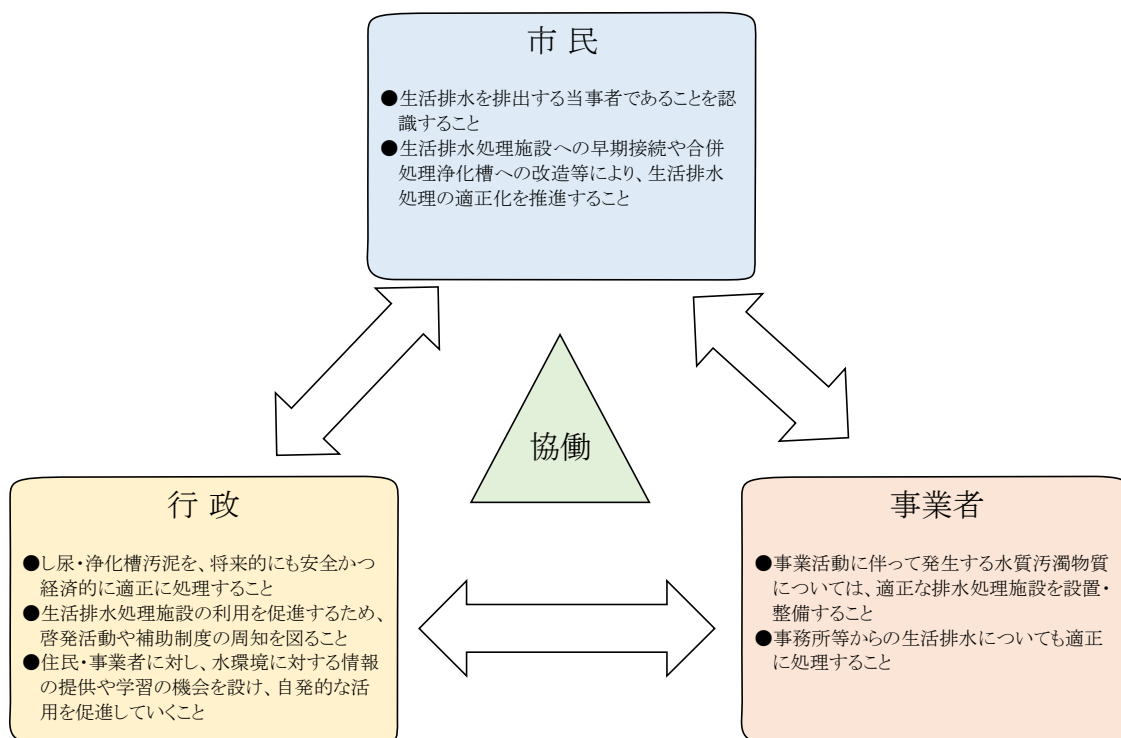 市 民
●生活排水を排出する当事者であることを認
識すること
●生活排水処理施設への早期接続や合併
処理浄化槽への改造等により、生活排水
処理の適正化を推進すること
協働
行 政
●し尿・浄化槽汚泥を、将来的にも安全かつ
経済的に適正に処理すること
●生活排水処理施設の利用を促進するため、
啓発活動や補助制度の周知を図ること
●住民・事業者に対し、水環境に対する情報
の提供や学習の機会を設け、自発的な活
用を促進していくこと
事業者
●事業活動に伴って発生する水質汚濁物質
については、適正な排水処理施設を設置・
整備すること
●事務所等からの生活排水についても適正
に処理すること